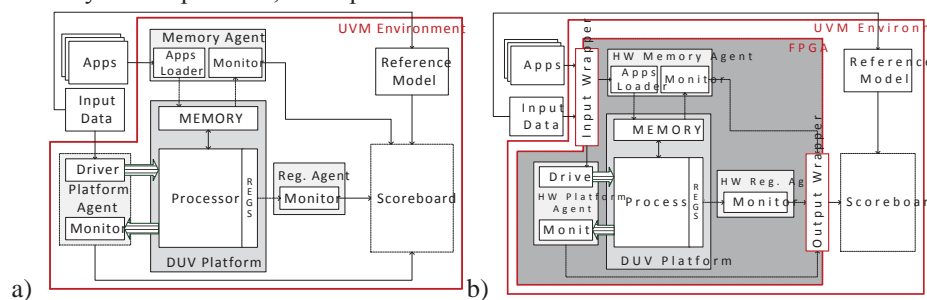 UVM Environment
Memory Agent
Apps
Apps
Loader
Monitor
Reference
Model
Input
Data
MEMORY
Driver
Platform
Agent
Monitor
Processor
REGS
Reg. Agent
Monitor
Scoreboard
DUV Platform
a)
UVM Environ
FPGA
Apps
Input
Data
Input Wrapper
HW Memory Agent
Apps
Loader
Monitor
Reference
Model
MEMORY
Drive
HW Platform
Agent
Monit
Process
REGS
HW Reg. Ag
Monitor
Output Wrapper
Scoreboar
DUV Platform
b)